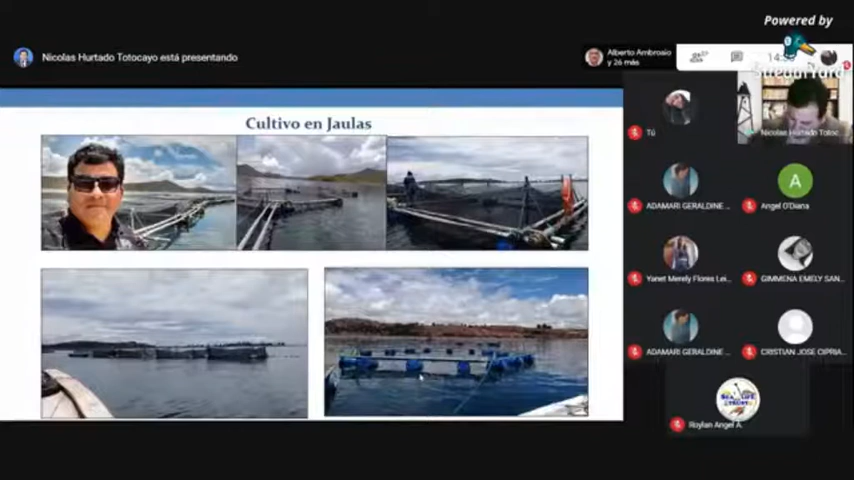 Powered by
StreamYard
Nicolas Hurtado Totocayo está presentando
Alberto Ambrosio
y 26 más
Cultivo en Jaulas
Tú
Nicolas Hurtado Totoc...
ADAMARI GERALDINE ...
Angel O'Diana
Yanet Merely Flores Lei...
GIMMENA EMELY SAN...
ADAMARI GERALDINE ...
CRISTIAN JOSE CIPRIA...
Roylan Angel A.